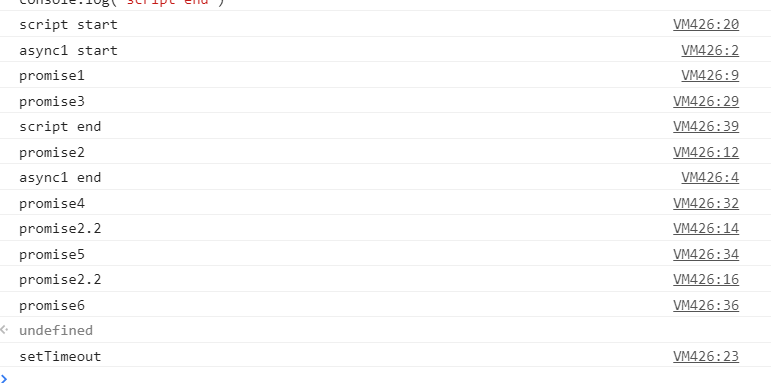 console.log('script end')
script start VM426:20
async1 start VM426:2
promise1 VM426:9
promise3 VM426:29
script end VM426:39
promise2 VM426:12
async1 end VM426:4
promise4 VM426:32
promise2.2 VM426:14
promise5 VM426:34
promise2.2 VM426:16
promise6 VM426:36
undefined
setTimeout VM426:23